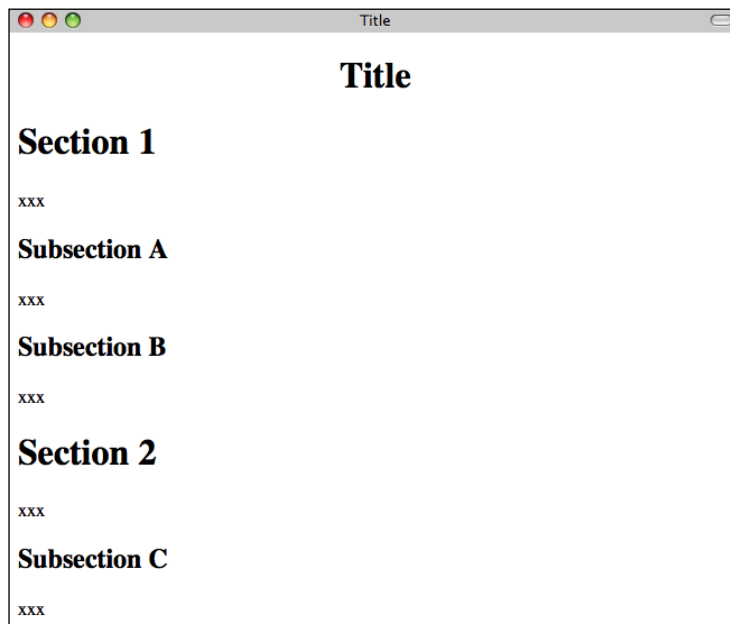 Title
Title
Section 1
xxx
Subsection A
xxx
Subsection B
xxx
Section 2
xxx
Subsection C
xxx